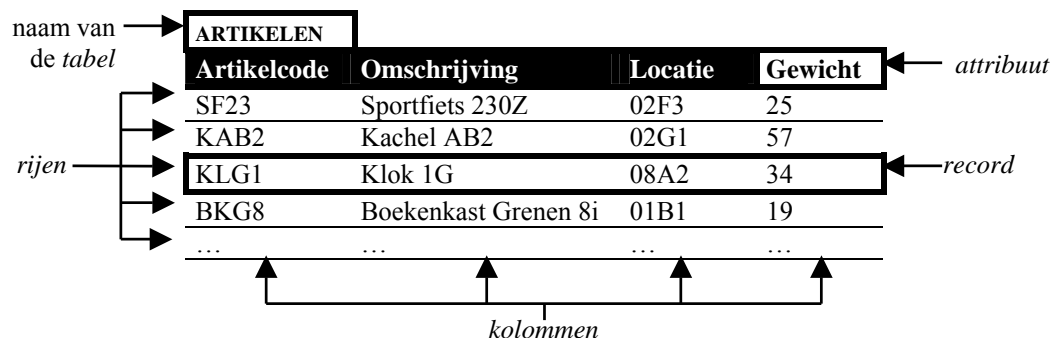 naam van
de tabel
ARTIKELEN
Artikelcode Omschrijving Locatie Gewicht
attribuut
SF23 Sportfiets 230Z 02F3 25
KAB2 Kachel AB2 02G1 57
rijen
KLG1 Klok 1G 08A2 34
record
BKG8 Boekenkast Grenen 8i 01B1 19
… … … …
kolommen